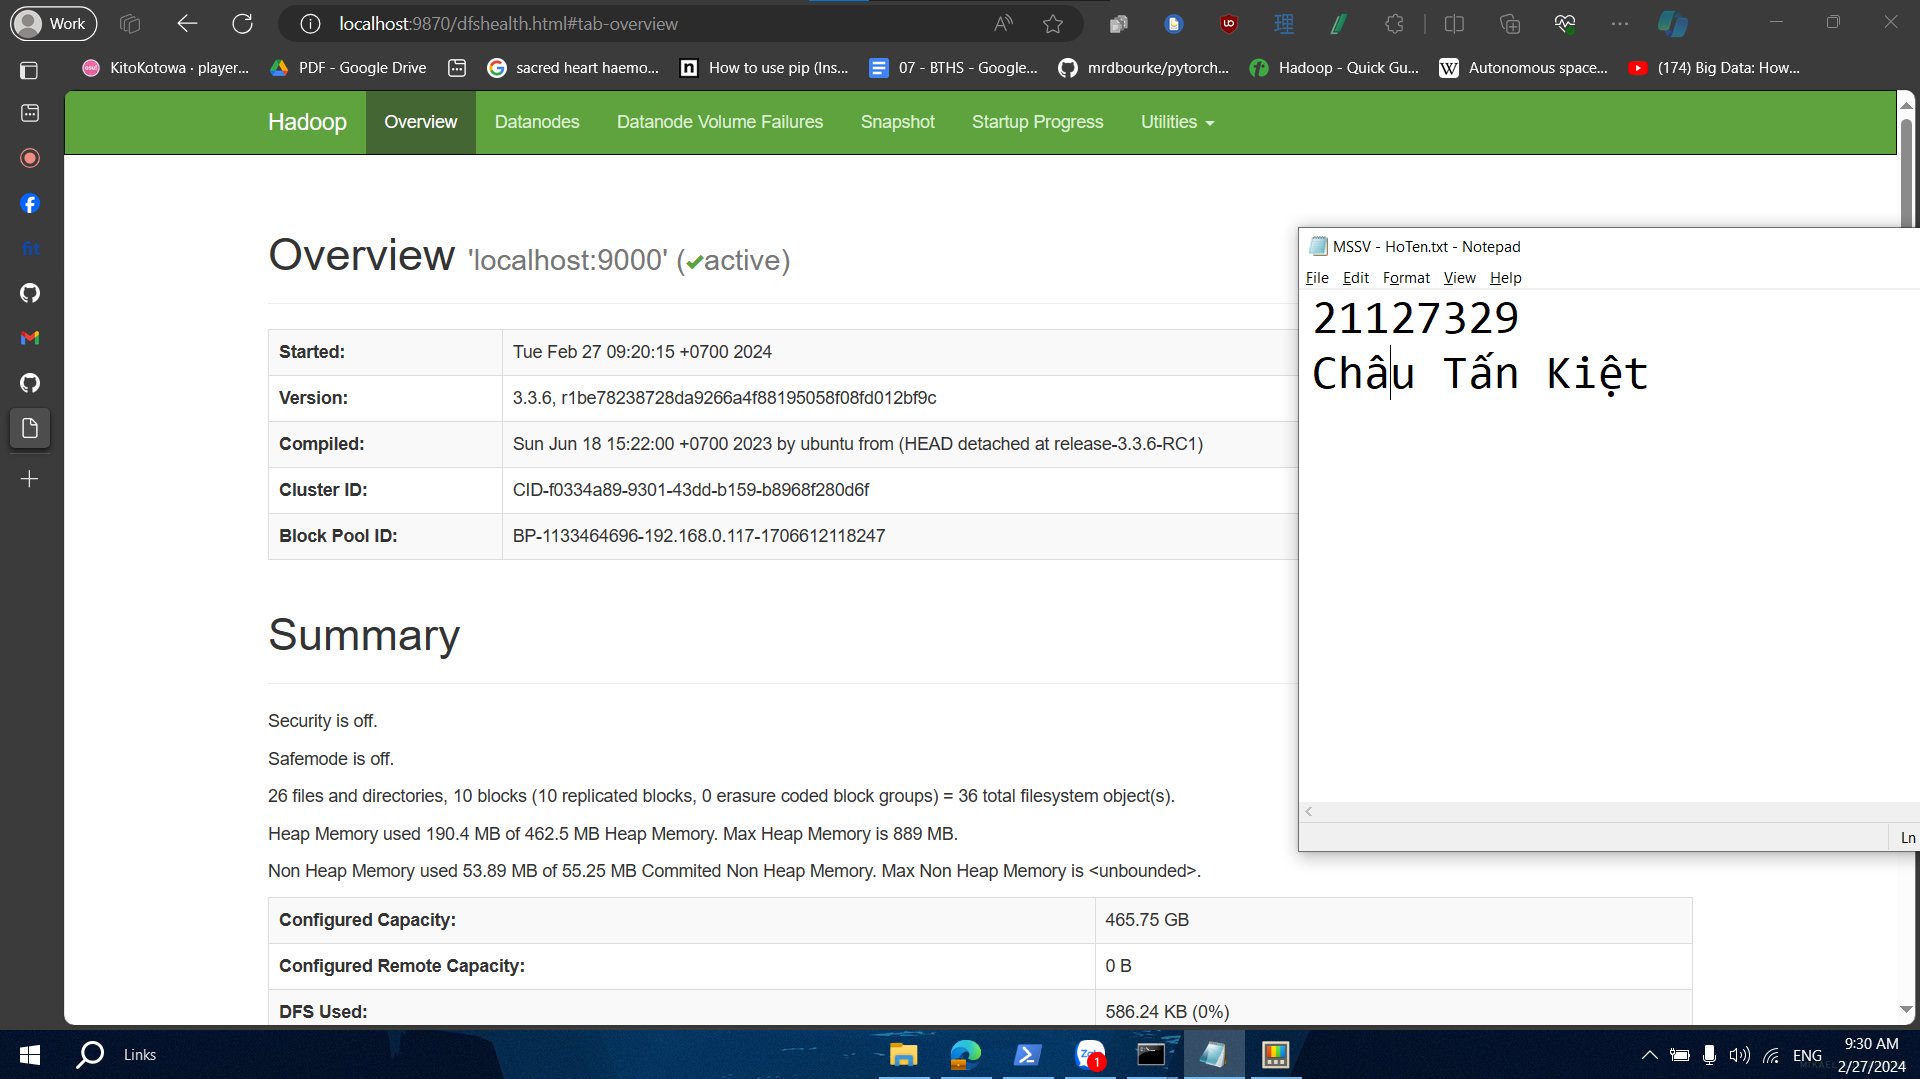 Work
localhost:9870/dfshealth.html#tab-overview
KitoKotowa · player...
PDF - Google Drive
sacred heart haemo...
How to use pip (Ins...
07 - BTHS - Google...
mrdbourke/pytorch...
Hadoop - Quick Gu...
Autonomous space...
(174) Big Data: How...
Hadoop
Overview
Datanodes
Datanode Volume Failures
Snapshot
Startup Progress
Utilities
fit
Overview 'localhost:9000' (✔active)
Started: Tue Feb 27 09:20:15 +0700 2024
Version: 3.3.6, r1be78238728da9266a4f88195058f08fd012bf9c
Compiled: Sun Jun 18 15:22:00 +0700 2023 by ubuntu from (HEAD detached at release-3.3.6-RC1)
Cluster ID: CID-f0334a89-9301-43dd-b159-b8968f280d6f
Block Pool ID: BP-1133464696-192.168.0.117-1706612118247
Summary
Security is off.
Safemode is off.
26 files and directories, 10 blocks (10 replicated blocks, 0 erasure coded block groups) = 36 total filesystem object(s).
Heap Memory used 190.4 MB of 462.5 MB Heap Memory. Max Heap Memory is 889 MB.
Non Heap Memory used 53.89 MB of 55.25 MB Commited Non Heap Memory. Max Non Heap Memory is <unbounded>.
Configured Capacity: 465.75 GB
Configured Remote Capacity: 0 B
DFS Used: 586.24 KB (0%)
MSSV - HoTen.txt - Notepad
File Edit Format View Help
21127329
Châu Tấn Kiệt
Ln
Links
1
ENG
9:30 AM
2/27/2024